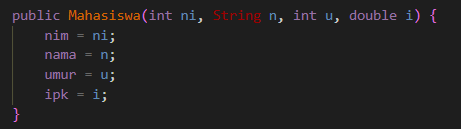 public Mahasiswa(int ni, String n, int u, double i) {
    nim = ni;
    nama = n;
    umur = u;
    ipk = i;
}